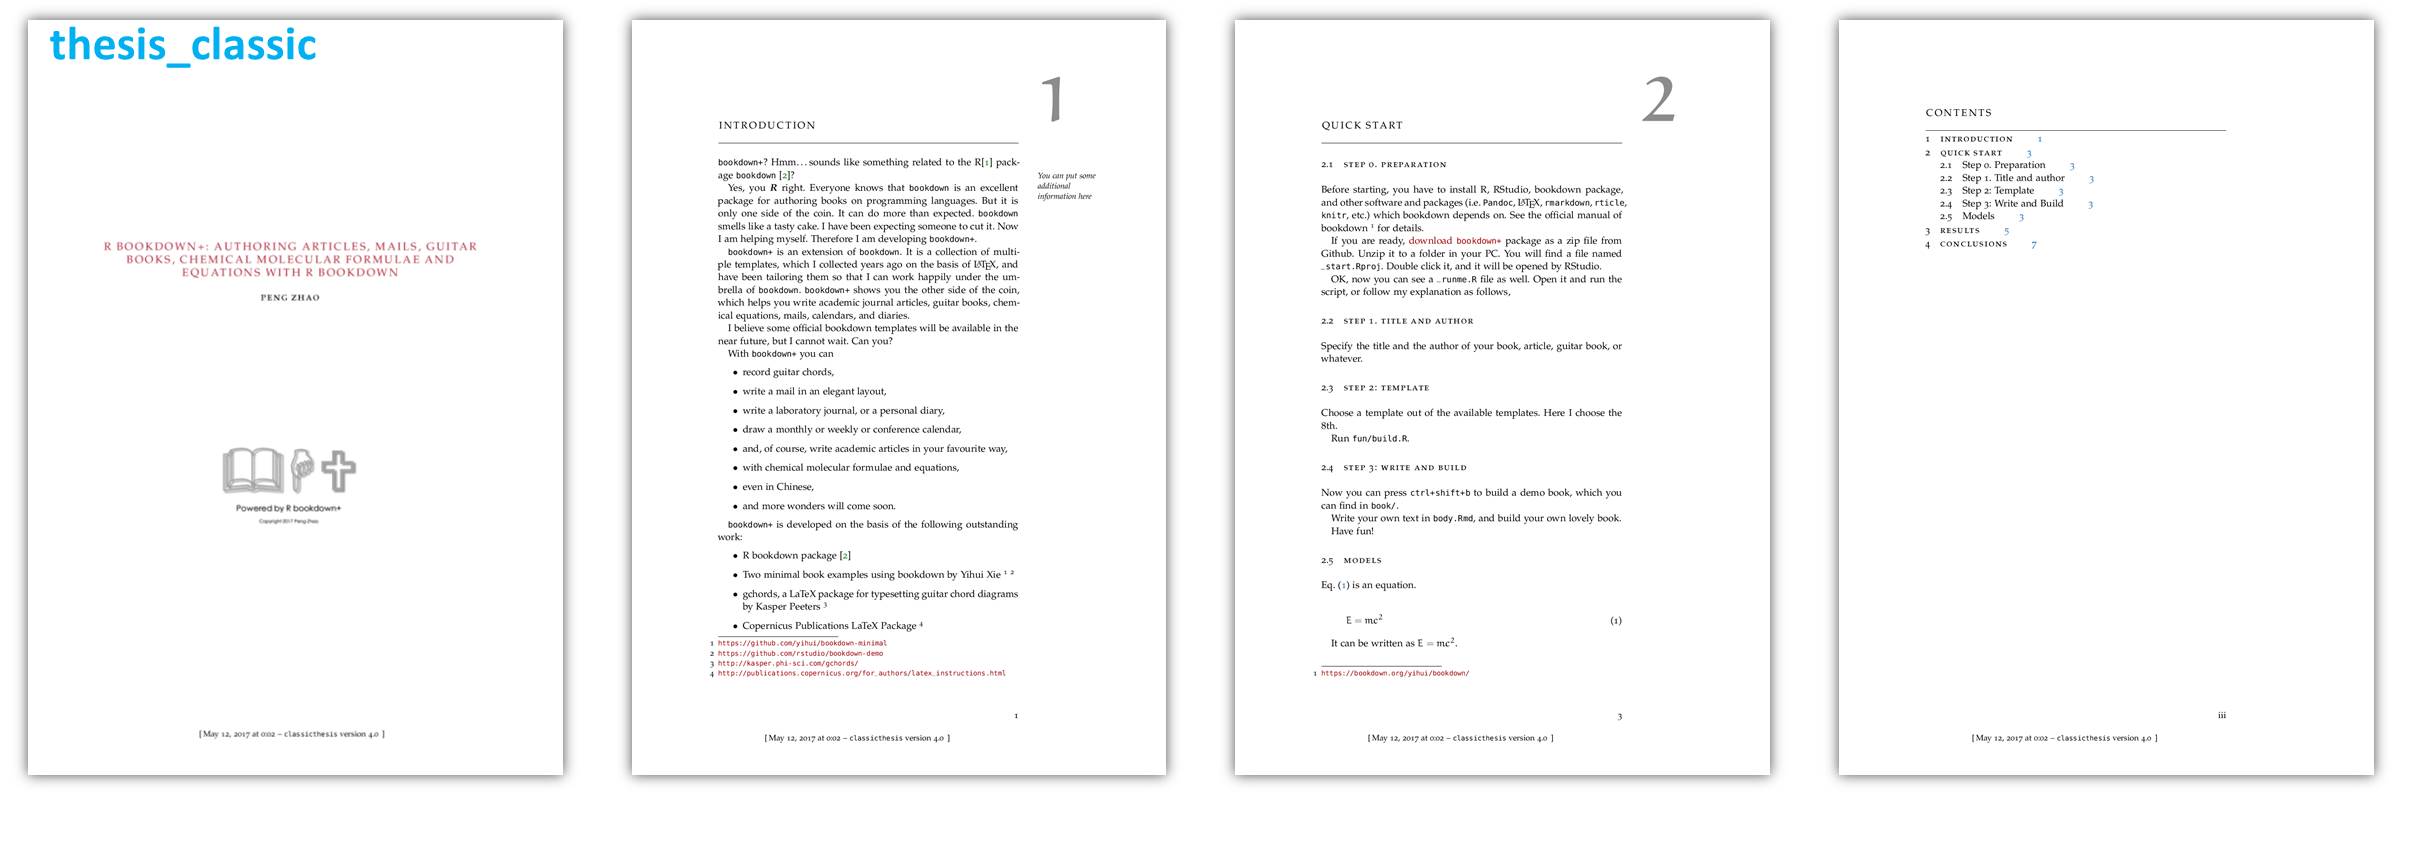 thesis_classic
R BOOKDOWN+: AUTHORING ARTICLES, MAILS, GUITAR
BOOKS, CHEMICAL MOLECULAR FORMULAE AND
EQUATIONS WITH R BOOKDOWN
PENG ZHAO
Powered by R bookdown+
Copyright 2017 Peng Zhao
[ May 12, 2017 at 0:02 – classicthesis version 4.0 ]
1
INTRODUCTION
bookdown+? Hmm... sounds like something related to the R[1] pack-
age bookdown [2]?
Yes, you R right. Everyone knows that bookdown is an excellent
package for authoring books on programming languages. But it is
only one side of the coin. It can do more than expected. bookdown
smells like a tasty cake. I have been expecting someone to cut it. Now
I am helping myself. Therefore I am developing bookdown+.
bookdown+ is an extension of bookdown. It is a collection of multi-
ple templates, which I collected years ago on the basis of LATEX, and
have been tailoring them so that I can work happily under the um-
brella of bookdown. bookdown+ shows you the other side of the coin,
which helps you write academic journal articles, guitar books, chem-
ical equations, mails, calendars, and diaries.
I believe some official bookdown templates will be available in the
near future, but I cannot wait. Can you?
With bookdown+ you can
• record guitar chords,
• write a mail in an elegant layout,
• write a laboratory journal, or a personal diary,
• draw a monthly or weekly or conference calendar,
• and, of course, write academic articles in your favourite way,
• with chemical molecular formulae and equations,
• even in Chinese,
• and more wonders will come soon.
bookdown+ is developed on the basis of the following outstanding
work:
• R bookdown package [2]
• Two minimal book examples using bookdown by Yihui Xie 1 2
• gchords, a LaTeX package for typesetting guitar chord diagrams
by Kasper Peeters 3
• Copernicus Publications LaTeX Package 4
1 https://github.com/yihui/bookdown-minimal
2 https://github.com/rstudio/bookdown-demo
3 http://kasper.phi-sci.com/gchords/
4 http://publications.copernicus.org/for_authors/latex_instructions.html
You can put some
additional
information here
1
[ May 12, 2017 at 0:02 – classicthesis version 4.0 ]
2
QUICK START
2.1 STEP 0. PREPARATION
Before starting, you have to install R, RStudio, bookdown package,
and other software and packages (i.e. Pandoc, LATEX, rmarkdown, rticle,
knitr, etc.) which bookdown depends on. See the official manual of
bookdown 1 for details.
If you are ready, download bookdown+ package as a zip file from
Github. Unzip it to a folder in your PC. You will find a file named
_start.Rproj. Double click it, and it will be opened by RStudio.
OK, now you can see a _runme.R file as well. Open it and run the
script, or follow my explanation as follows,
2.2 STEP 1. TITLE AND AUTHOR
Specify the title and the author of your book, article, guitar book, or
whatever.
2.3 STEP 2: TEMPLATE
Choose a template out of the available templates. Here I choose the
8th.
Run fun/build.R.
2.4 STEP 3: WRITE AND BUILD
Now you can press ctrl+shift+b to build a demo book, which you
can find in book/.
Write your own text in body.Rmd, and build your own lovely book.
Have fun!
2.5 MODELS
Eq. (1) is an equation.
E = mc² (1)
It can be written as E = mc².
1 https://bookdown.org/yihui/bookdown/
3
[ May 12, 2017 at 0:02 – classicthesis version 4.0 ]
CONTENTS
1 INTRODUCTION 1
2 QUICK START 3
2.1 Step 0. Preparation 3
2.2 Step 1. Title and author 3
2.3 Step 2: Template 3
2.4 Step 3: Write and Build 3
2.5 Models 3
3 RESULTS 5
4 CONCLUSIONS 7
iii
[ May 12, 2017 at 0:02 – classicthesis version 4.0 ]